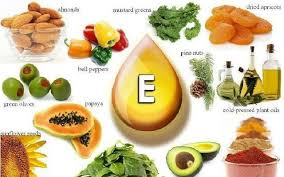 almonds
mustard greens
dried apricots
bell peppers
pine nuts
green olives
papaya
E
cold-pressed plant oils
sunflower seeds